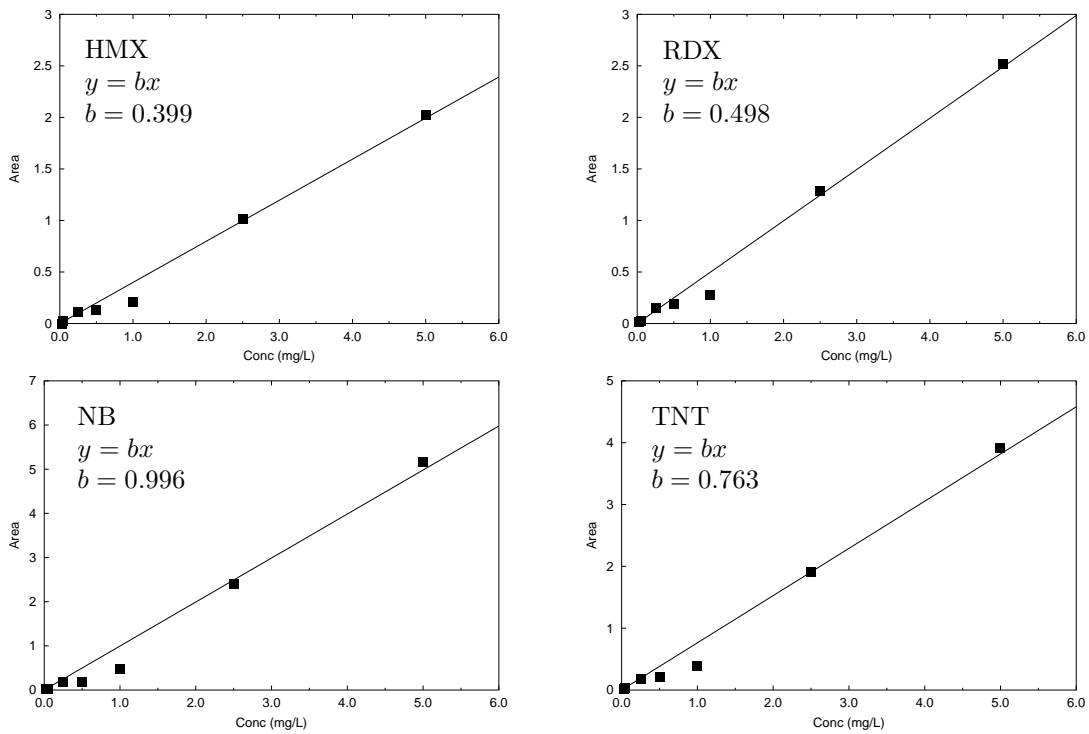 3
2.5
2
1.5
1
0.5
0
Area
HMX
y = bx
b = 0.399
0.0 1.0 2.0 3.0 4.0 5.0 6.0
Conc (mg/L)
3
2.5
2
1.5
1
0.5
0
Area
RDX
y = bx
b = 0.498
0.0 1.0 2.0 3.0 4.0 5.0 6.0
Conc (mg/L)
7
6
5
4
3
2
1
0
Area
NB
y = bx
b = 0.996
0.0 1.0 2.0 3.0 4.0 5.0 6.0
Conc (mg/L)
5
4
3
2
1
0
Area
TNT
y = bx
b = 0.763
0.0 1.0 2.0 3.0 4.0 5.0 6.0
Conc (mg/L)